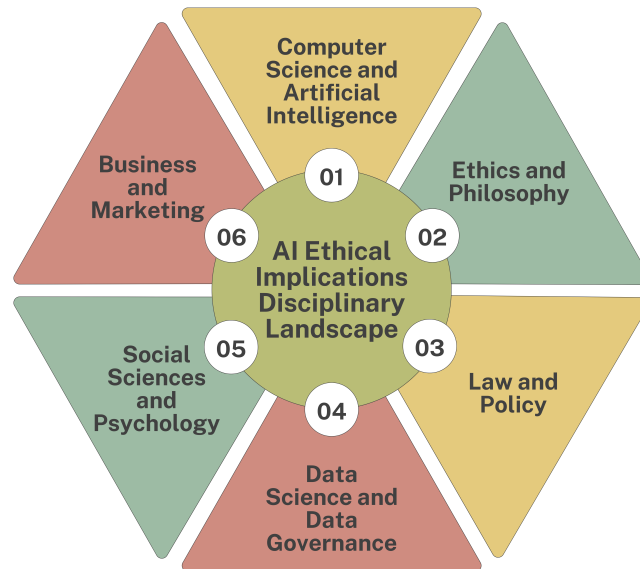 Computer
Science and
Artificial
Intelligence
01
Ethics and
Philosophy
02
Law and
Policy
03
Data
Science and
Data
Governance
04
Social
Sciences
and
Psychology
05
Business
and
Marketing
06
AI Ethical
Implications
Disciplinary
Landscape